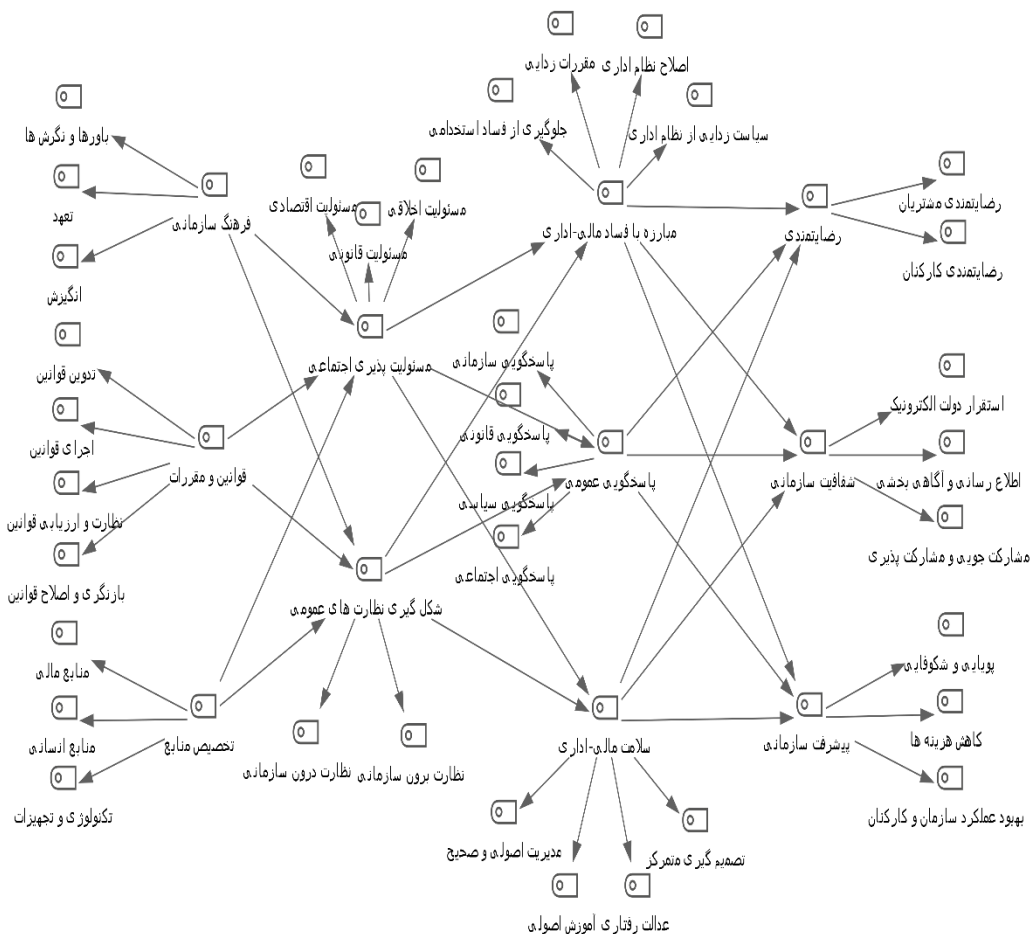 مقررات زدایی
اصلاح نظام اداری
جلوگیری از فساد استخدامی
سیاست زدایی از نظام اداری
باورها و نگرش ها
تعهد
انگیزش
فرهنگ سازمانی
مسئولیت اقتصادی
مسئولیت اخلاقی
مسئولیت قانونی
مبارزه با فساد مالی-اداری
رضایتمندی
رضایتمندی مشتریان
رضایتمندی کارکنان
تدوین قوانین
اجرای قوانین
نظارت و ارزیابی قوانین
بازنگری و اصلاح قوانین
قوانین و مقررات
مسئولیت پذیری اجتماعی
پاسخگویی سازمانی
پاسخگویی قانونی
پاسخگویی سیاسی
پاسخگویی اجتماعی
پاسخگویی عمومی
شفافیت سازمانی
استقرار دولت الکترونیک
اطلاع رسانی و آگاهی بخشی
مشارکت جویی و مشارکت پذیری
شکل گیری نظارت های عمومی
منابع مالی
منابع انسانی
تکنولوژی و تجهیزات
تخصیص منابع
نظارت درون سازمانی
نظارت برون سازمانی
سلامت مالی-اداری
پیشرفت سازمانی
پویایی و شکوفایی
کاهش هزینه ها
بهبود عملکرد سازمان و کارکنان
مدیریت اصولی و صحیح
تصمیم گیری متمرکز
آموزش اصولی
عدالت رفتاری